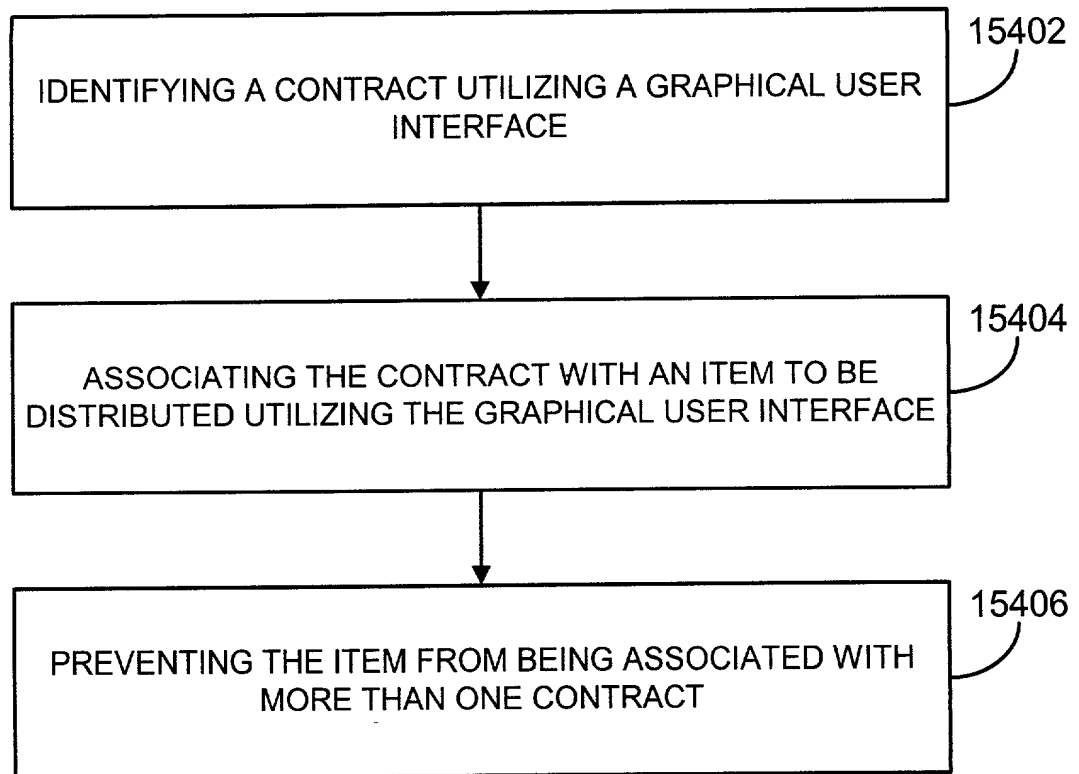 15402
IDENTIFYING A CONTRACT UTILIZING A GRAPHICAL USER
INTERFACE
15404
ASSOCIATING THE CONTRACT WITH AN ITEM TO BE
DISTRIBUTED UTILIZING THE GRAPHICAL USER INTERFACE
15406
PREVENTING THE ITEM FROM BEING ASSOCIATED WITH
MORE THAN ONE CONTRACT